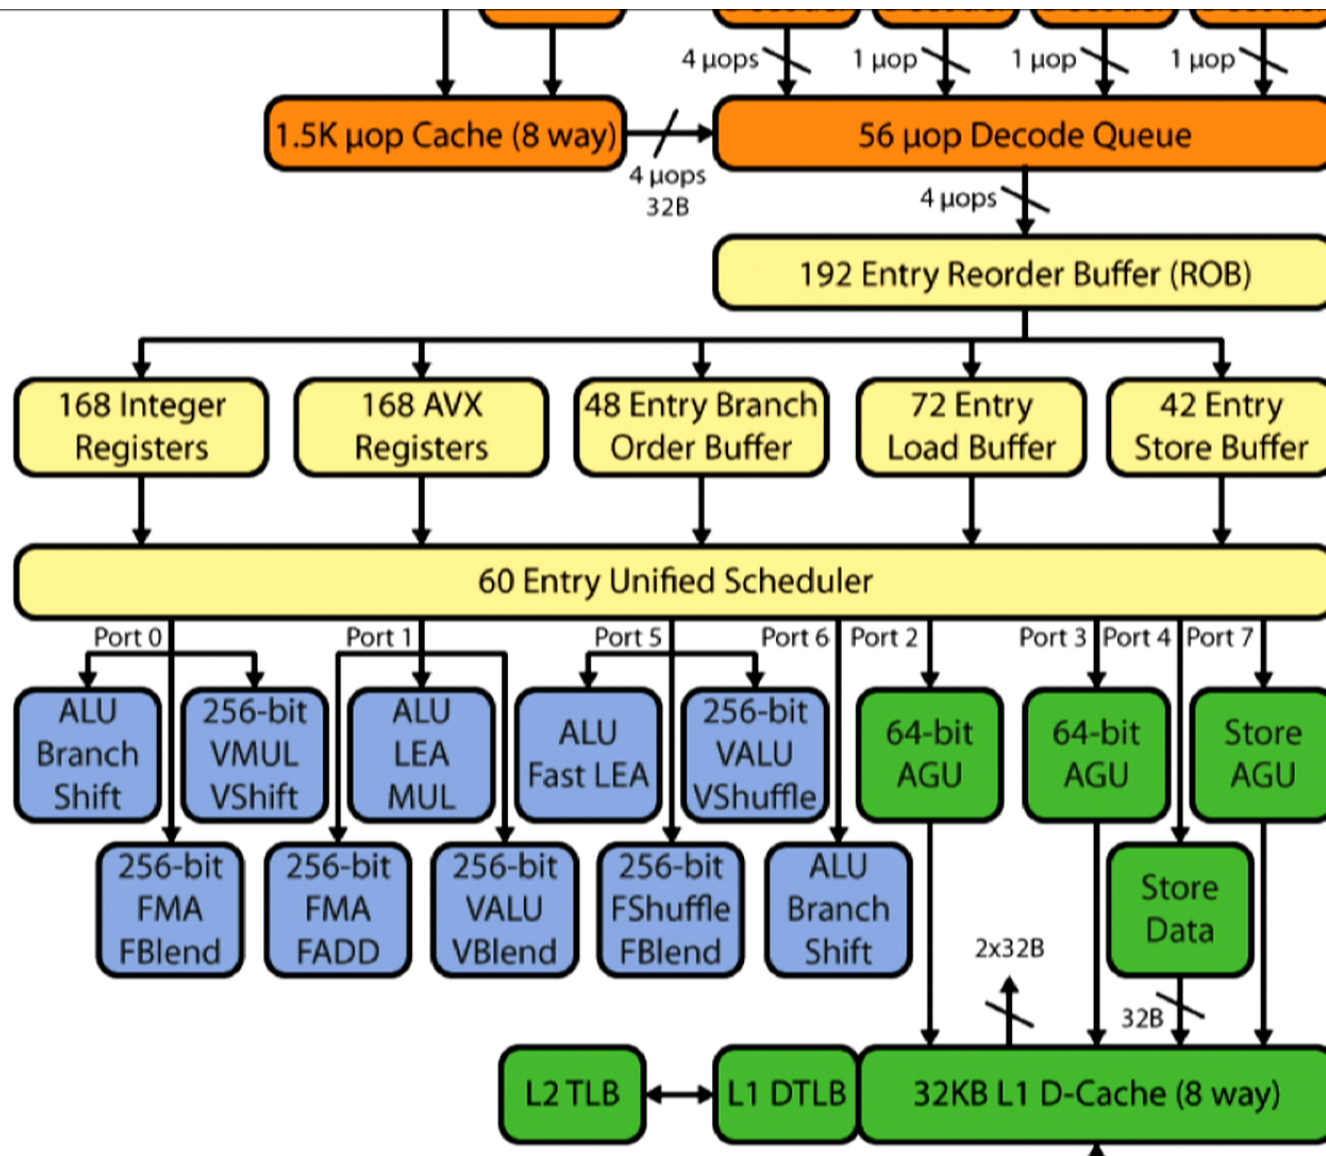 4 µops
1 µop
1 µop
1 µop
1.5K µop Cache (8 way)
4 µops
32B
56 µop Decode Queue
4 µops
192 Entry Reorder Buffer (ROB)
168 Integer
Registers
168 AVX
Registers
48 Entry Branch
Order Buffer
72 Entry
Load Buffer
42 Entry
Store Buffer
60 Entry Unified Scheduler
Port 0
Port 1
Port 5
Port 6
Port 2
Port 3
Port 4
Port 7
ALU
Branch
Shift
256-bit
VMUL
VShift
ALU
LEA
MUL
ALU
Fast LEA
256-bit
VALU
VShuffle
64-bit
AGU
64-bit
AGU
Store
AGU
256-bit
FMA
FBlend
256-bit
FMA
FADD
256-bit
VALU
VBlend
256-bit
FShuffle
FBlend
ALU
Branch
Shift
Store
Data
2x32B
32B
L2 TLB
L1 DTLB
32KB L1 D-Cache (8 way)